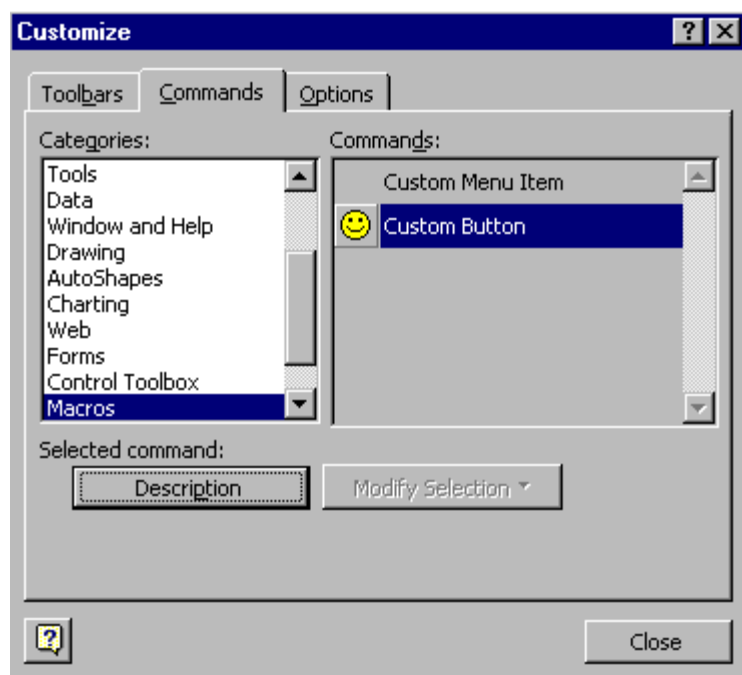 Customize
Toolbars Commands Options
Categories:
Tools
Data
Window and Help
Drawing
AutoShapes
Charting
Web
Forms
Control Toolbox
Macros
Commands:
Custom Menu Item
Custom Button
Selected command:
Description Modify Selection
Close